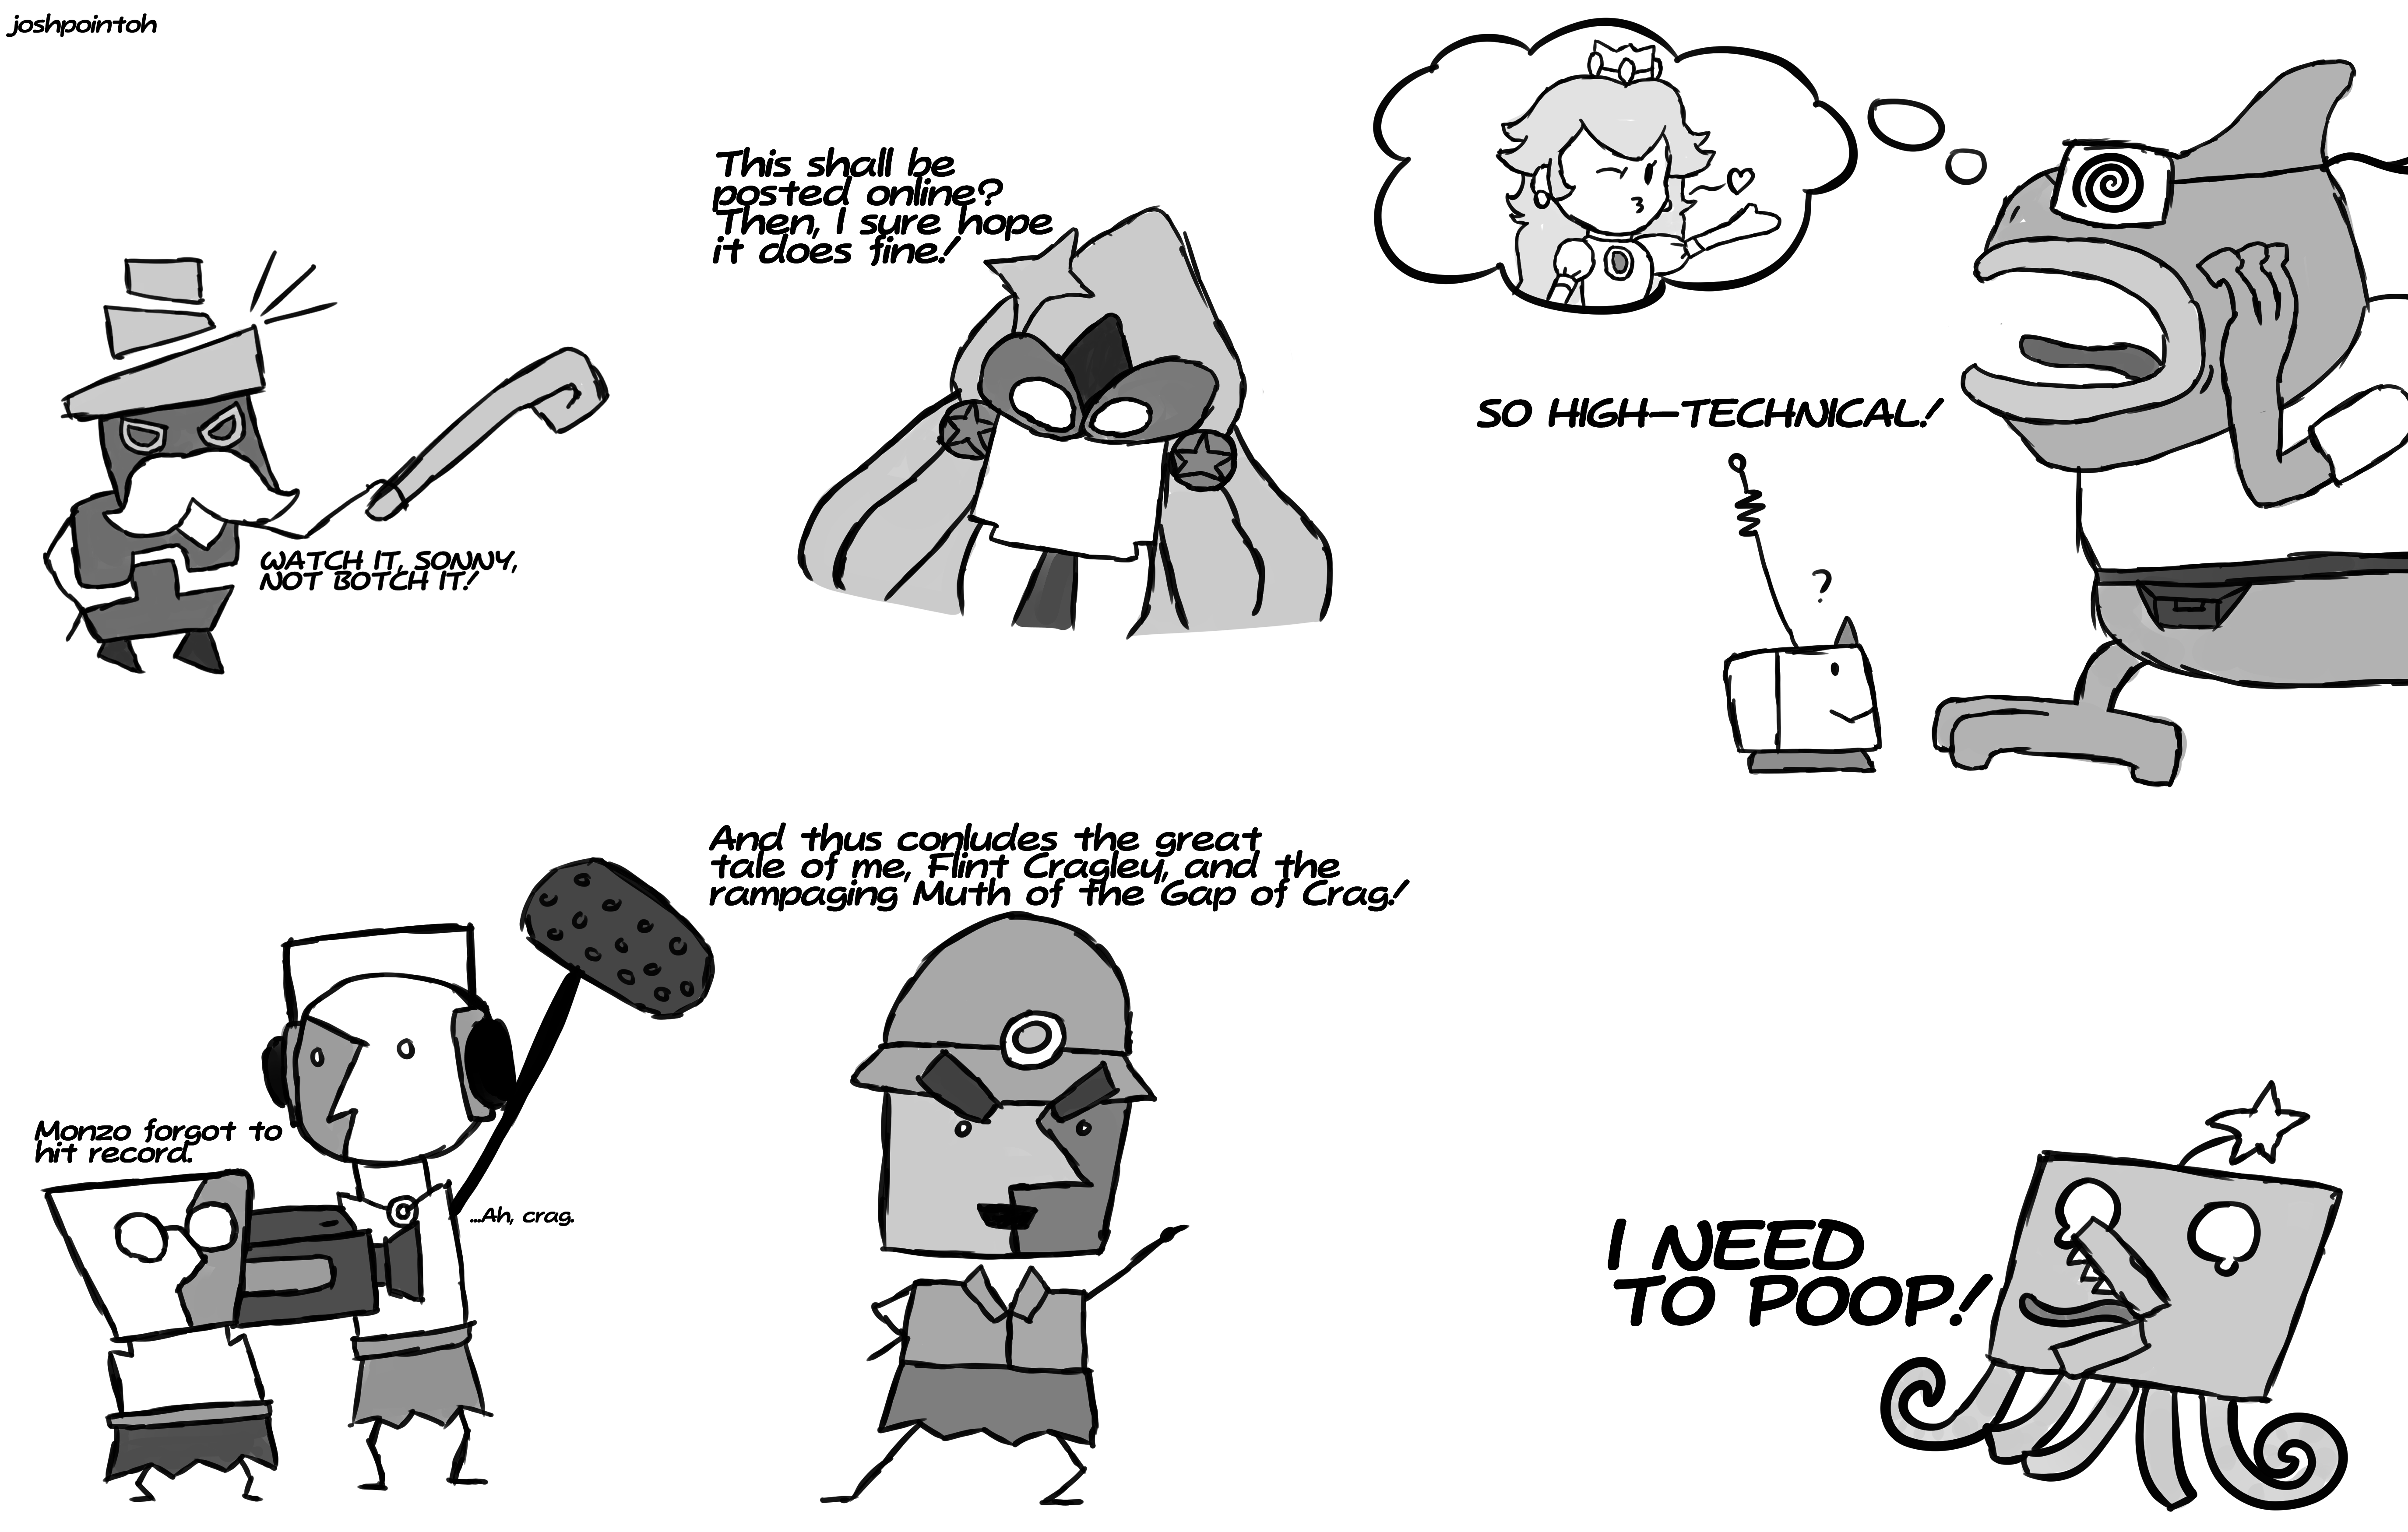 joshpointoh
This shall be
posted online?
Then, I sure hope
it does fine!
WATCH IT, SONNY,
NOT BOTCH IT!
?
SO HIGH-TECHNICAL!
And thus conludes the great
tale of me, Flint Cragley, and the
rampaging Muth of the Gap of Crag!
Monzo forgot to
hit record.
...Ah, crag.
I NEED
TO POOP!